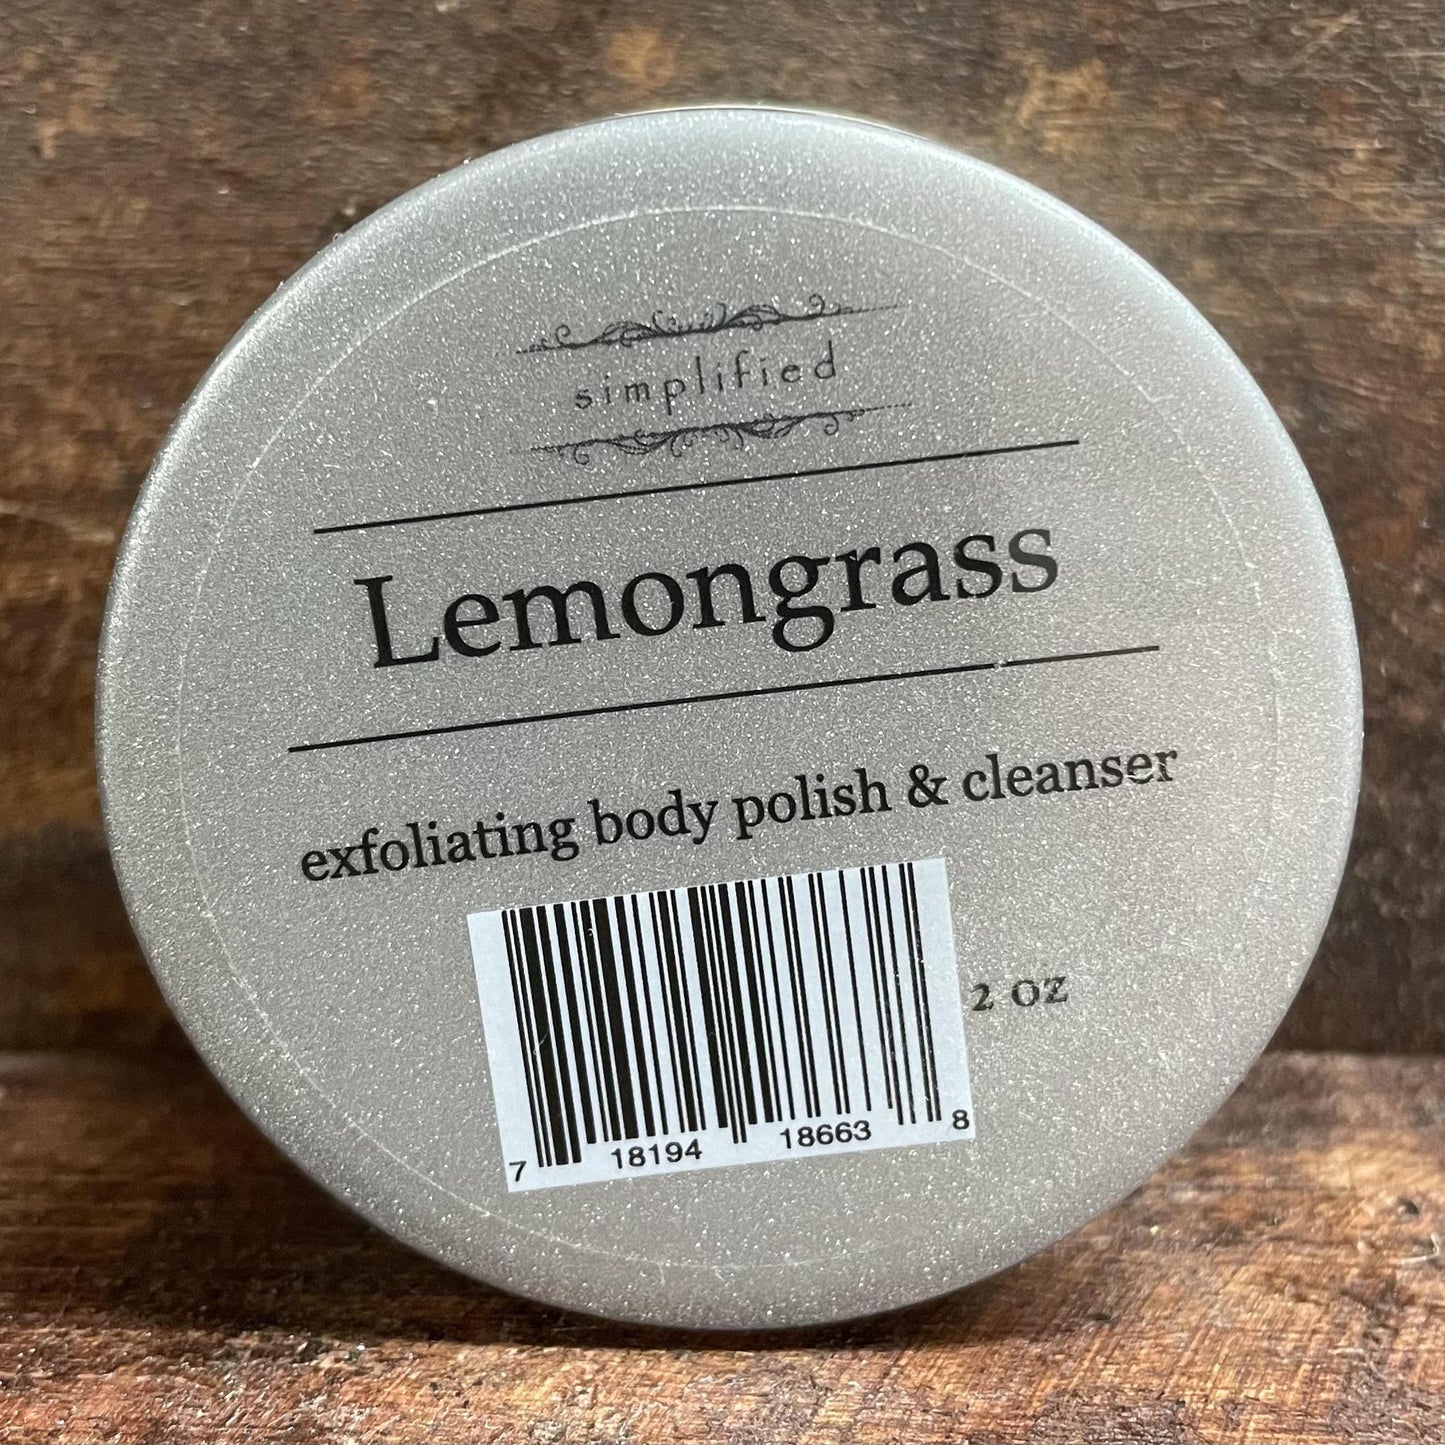 simplified
Lemongrass
exfoliating body polish & cleanser
2 oz
7 18194 18663 8